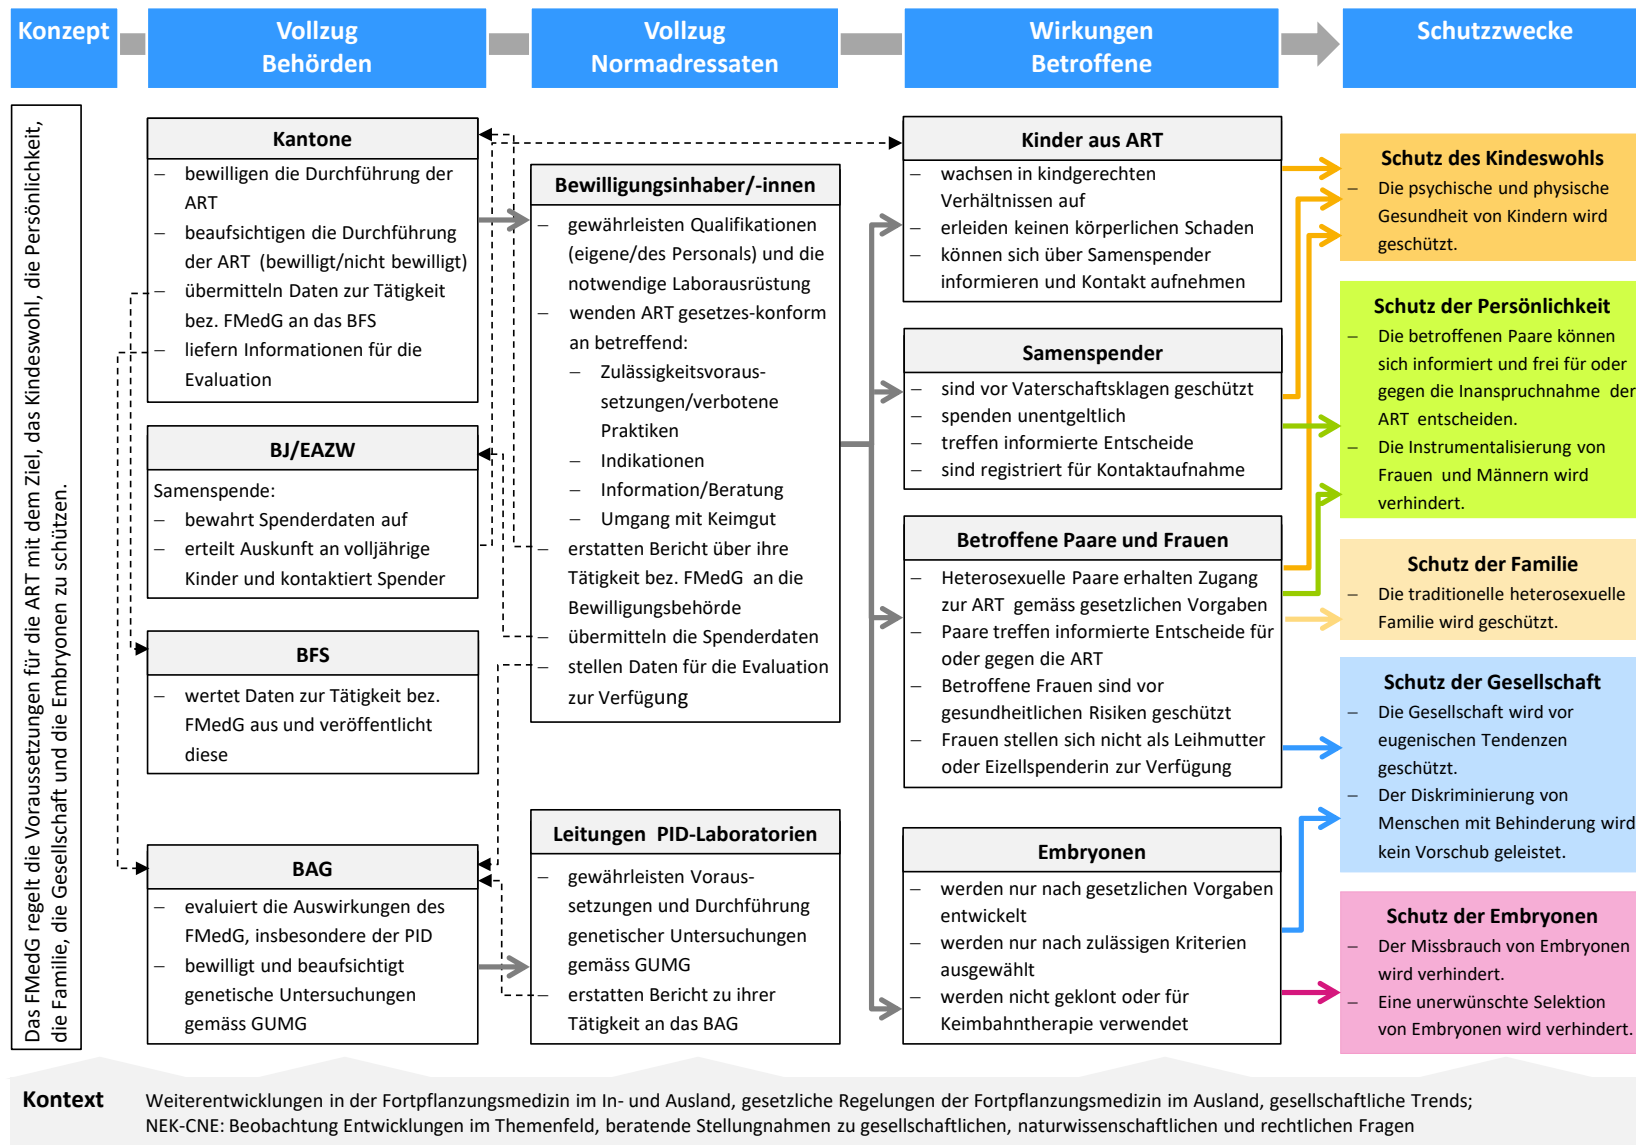 Konzept
Vollzug
Behörden
Vollzug
Normadressaten
Wirkungen
Betroffene
Schutzzwecke
Das FMedG regelt die Voraussetzungen für die ART mit dem Ziel, das Kindeswohl, die Persönlichkeit,
die Familie, die Gesellschaft und die Embryonen zu schützen.
Kantone
– bewilligen die Durchführung der
ART
– beaufsichtigen die Durchführung
der ART (bewilligt/nicht bewilligt)
– übermitteln Daten zur Tätigkeit
bez. FMedG an das BFS
– liefern Informationen für die
Evaluation
BJ/EAZW
Samenspende:
– bewahrt Spenderdaten auf
– erteilt Auskunft an volljährige
Kinder und kontaktiert Spender
BFS
– wertet Daten zur Tätigkeit bez.
FMedG aus und veröffentlicht
diese
BAG
– evaluiert die Auswirkungen des
FMedG, insbesondere der PID
– bewilligt und beaufsichtigt
genetische Untersuchungen
gemäss GUMG
Bewilligungsinhaber/-innen
– gewährleisten Qualifikationen
(eigene/des Personals) und die
notwendige Laborausrüstung
– wenden ART gesetzes-konform
an betreffend:
– Zulässigkeitsvoraus-
setzungen/verbotene
Praktiken
– Indikationen
– Information/Beratung
– Umgang mit Keimgut
– erstatten Bericht über ihre
Tätigkeit bez. FMedG an die
Bewilligungsbehörde
– übermitteln die Spenderdaten
– stellen Daten für die Evaluation
zur Verfügung
Leitungen PID-Laboratorien
– gewährleisten Voraus-
setzungen und Durchführung
genetischer Untersuchungen
gemäss GUMG
– erstatten Bericht zu ihrer
Tätigkeit an das BAG
Kinder aus ART
– wachsen in kindgerechten
Verhältnissen auf
– erleiden keinen körperlichen Schaden
– können sich über Samenspender
informieren und Kontakt aufnehmen
Samenspender
– sind vor Vaterschaftsklagen geschützt
– spenden unentgeltlich
– treffen informierte Entscheide
– sind registriert für Kontaktaufnahme
Betroffene Paare und Frauen
– Heterosexuelle Paare erhalten Zugang
zur ART gemäss gesetzlichen Vorgaben
– Paare treffen informierte Entscheide für
oder gegen die ART
– Betroffene Frauen sind vor
gesundheitlichen Risiken geschützt
– Frauen stellen sich nicht als Leihmutter
oder Eizellspenderin zur Verfügung
Embryonen
– werden nur nach gesetzlichen Vorgaben
entwickelt
– werden nur nach zulässigen Kriterien
ausgewählt
– werden nicht geklont oder für
Keimbahntherapie verwendet
Schutz des Kindeswohls
– Die psychische und physische
Gesundheit von Kindern wird
geschützt.
Schutz der Persönlichkeit
– Die betroffenen Paare können
sich informiert und frei für oder
gegen die Inanspruchnahme der
ART entscheiden.
– Die Instrumentalisierung von
Frauen und Männern wird
verhindert.
Schutz der Familie
– Die traditionelle heterosexuelle
Familie wird geschützt.
Schutz der Gesellschaft
– Die Gesellschaft wird vor
eugenischen Tendenzen
geschützt.
– Der Diskriminierung von
Menschen mit Behinderung wird
kein Vorschub geleistet.
Schutz der Embryonen
– Der Missbrauch von Embryonen
wird verhindert.
– Eine unerwünschte Selektion
von Embryonen wird verhindert.
Kontext
Weiterentwicklungen in der Fortpflanzungsmedizin im In- und Ausland, gesetzliche Regelungen der Fortpflanzungsmedizin im Ausland, gesellschaftliche Trends;
NEK-CNE: Beobachtung Entwicklungen im Themenfeld, beratende Stellungnahmen zu gesellschaftlichen, naturwissenschaftlichen und rechtlichen Fragen